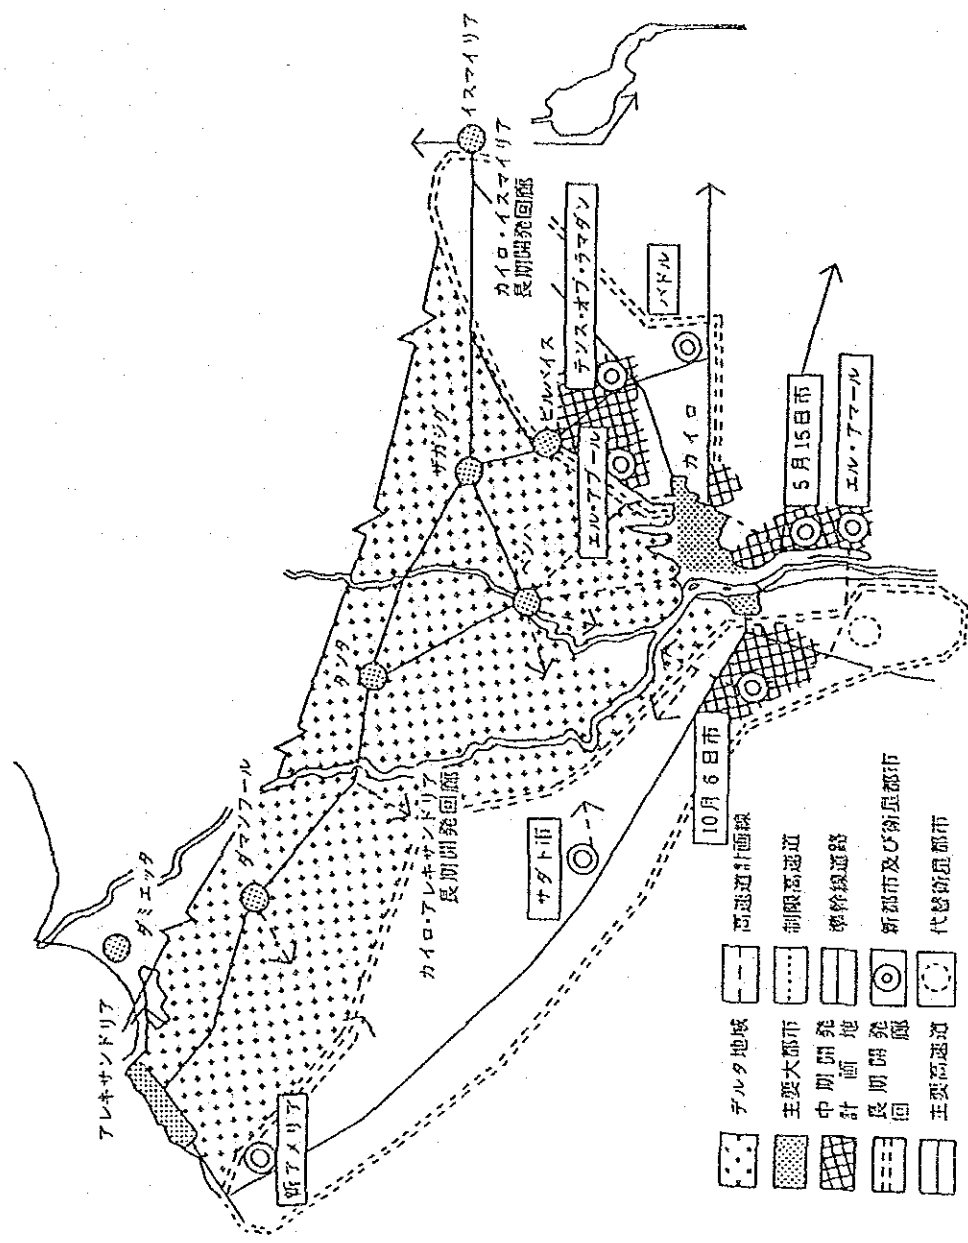 アレキサンドリア
ダミエッタ
ダマンフール
タンタ
ザガジグ
イスマイリア
カイロ・イスマイリア
長期開発回廊
ビルベイス
テンス・オブ・ラマダン
バドル
ベンハ
エル・アブール
カイロ
5月15日市
エル・アマール
カイロ・アレキサンドリア
長期開発回廊
サダト市
10月6日市
新アメリア
デルタ地域
主要大都市
中期開発
計画地
長期開発
回廊
主要高速道
高速道計画線
制限高速道
準幹線道路
新都市及び衛星都市
代替衛星都市